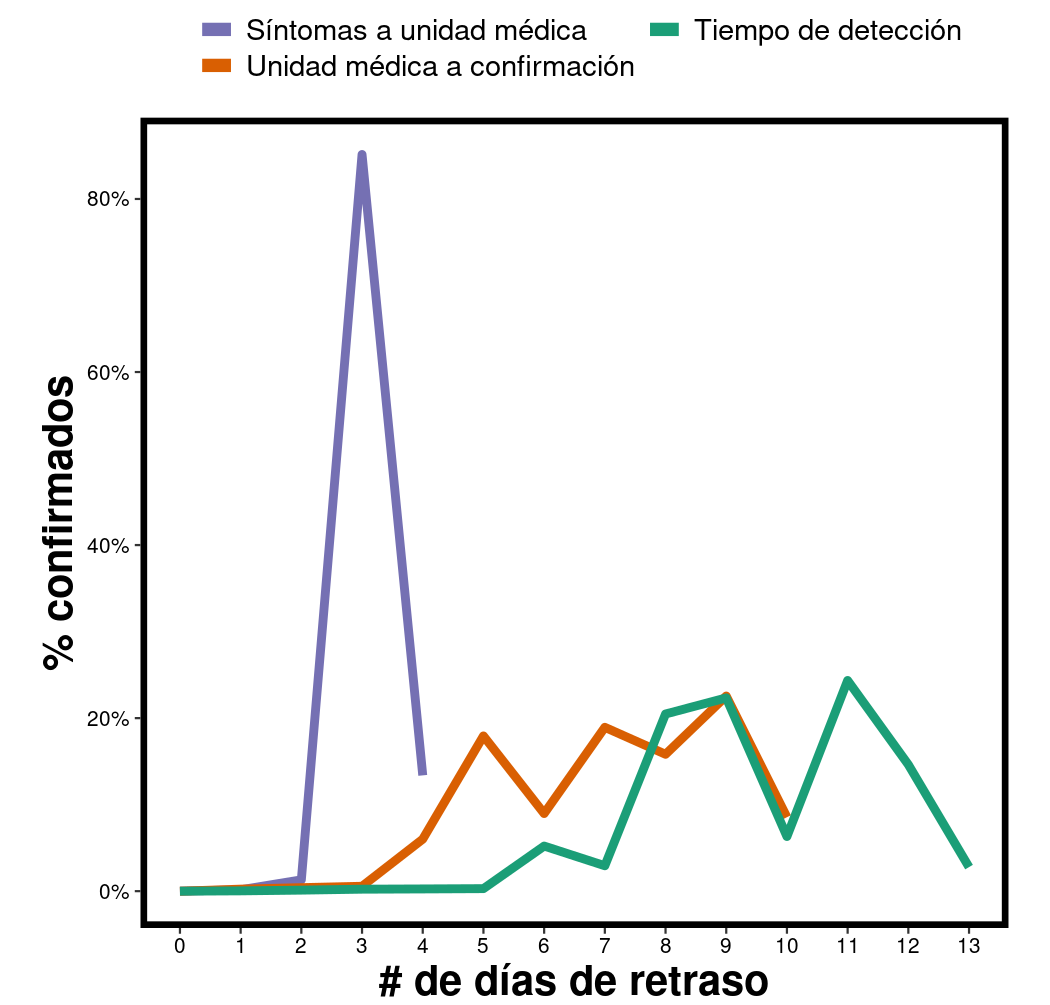 Síntomas a unidad médica
Tiempo de detección
Unidad médica a confirmación
% confirmados
80%
60%
40%
20%
0%
0 1 2 3 4 5 6 7 8 9 10 11 12 13
# de días de retraso